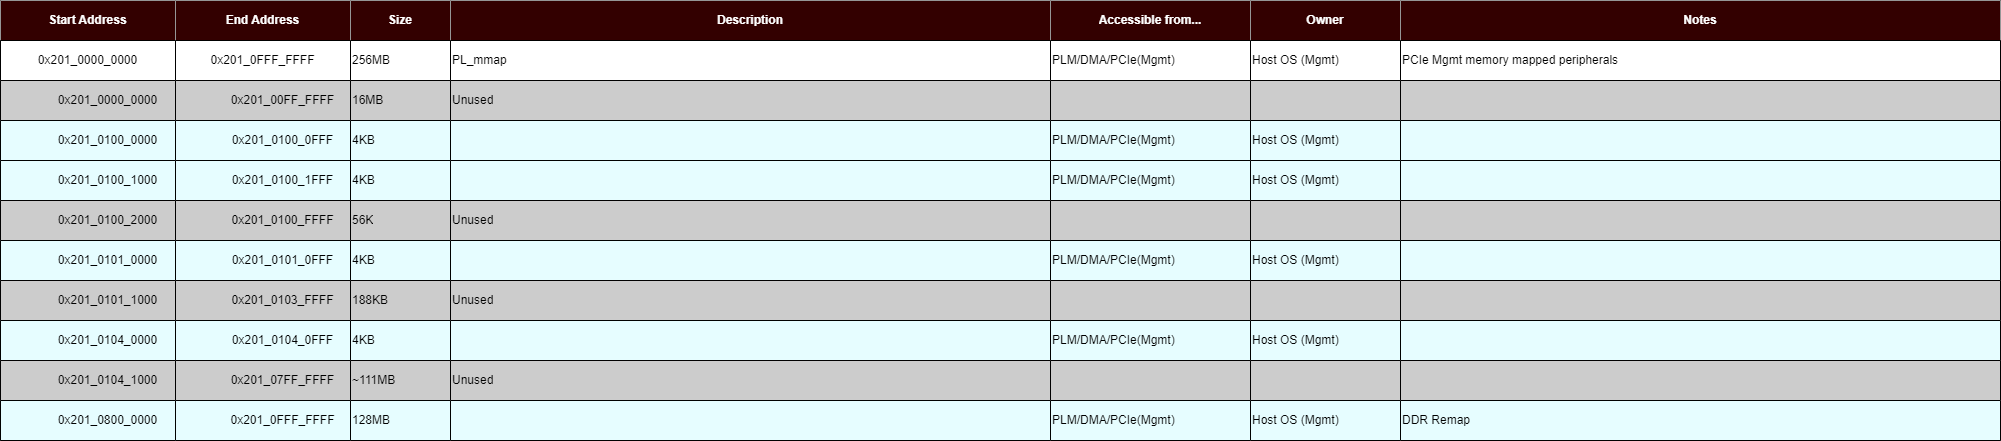 Start Address End Address Size Description Accessible from... Owner Notes
0x201_0000_0000 0x201_0FFF_FFFF 256MB PL_mmap PLM/DMA/PCIe(Mgmt) Host OS (Mgmt) PCIe Mgmt memory mapped peripherals
0x201_0000_0000 0x201_00FF_FFFF 16MB Unused
0x201_0100_0000 0x201_0100_0FFF 4KB PLM/DMA/PCIe(Mgmt) Host OS (Mgmt)
0x201_0100_1000 0x201_0100_1FFF 4KB PLM/DMA/PCIe(Mgmt) Host OS (Mgmt)
0x201_0100_2000 0x201_0100_FFFF 56K Unused
0x201_0101_0000 0x201_0101_0FFF 4KB PLM/DMA/PCIe(Mgmt) Host OS (Mgmt)
0x201_0101_1000 0x201_0103_FFFF 188KB Unused
0x201_0104_0000 0x201_0104_0FFF 4KB PLM/DMA/PCIe(Mgmt) Host OS (Mgmt)
0x201_0104_1000 0x201_07FF_FFFF ~111MB Unused
0x201_0800_0000 0x201_0FFF_FFFF 128MB PLM/DMA/PCIe(Mgmt) Host OS (Mgmt) DDR Remap